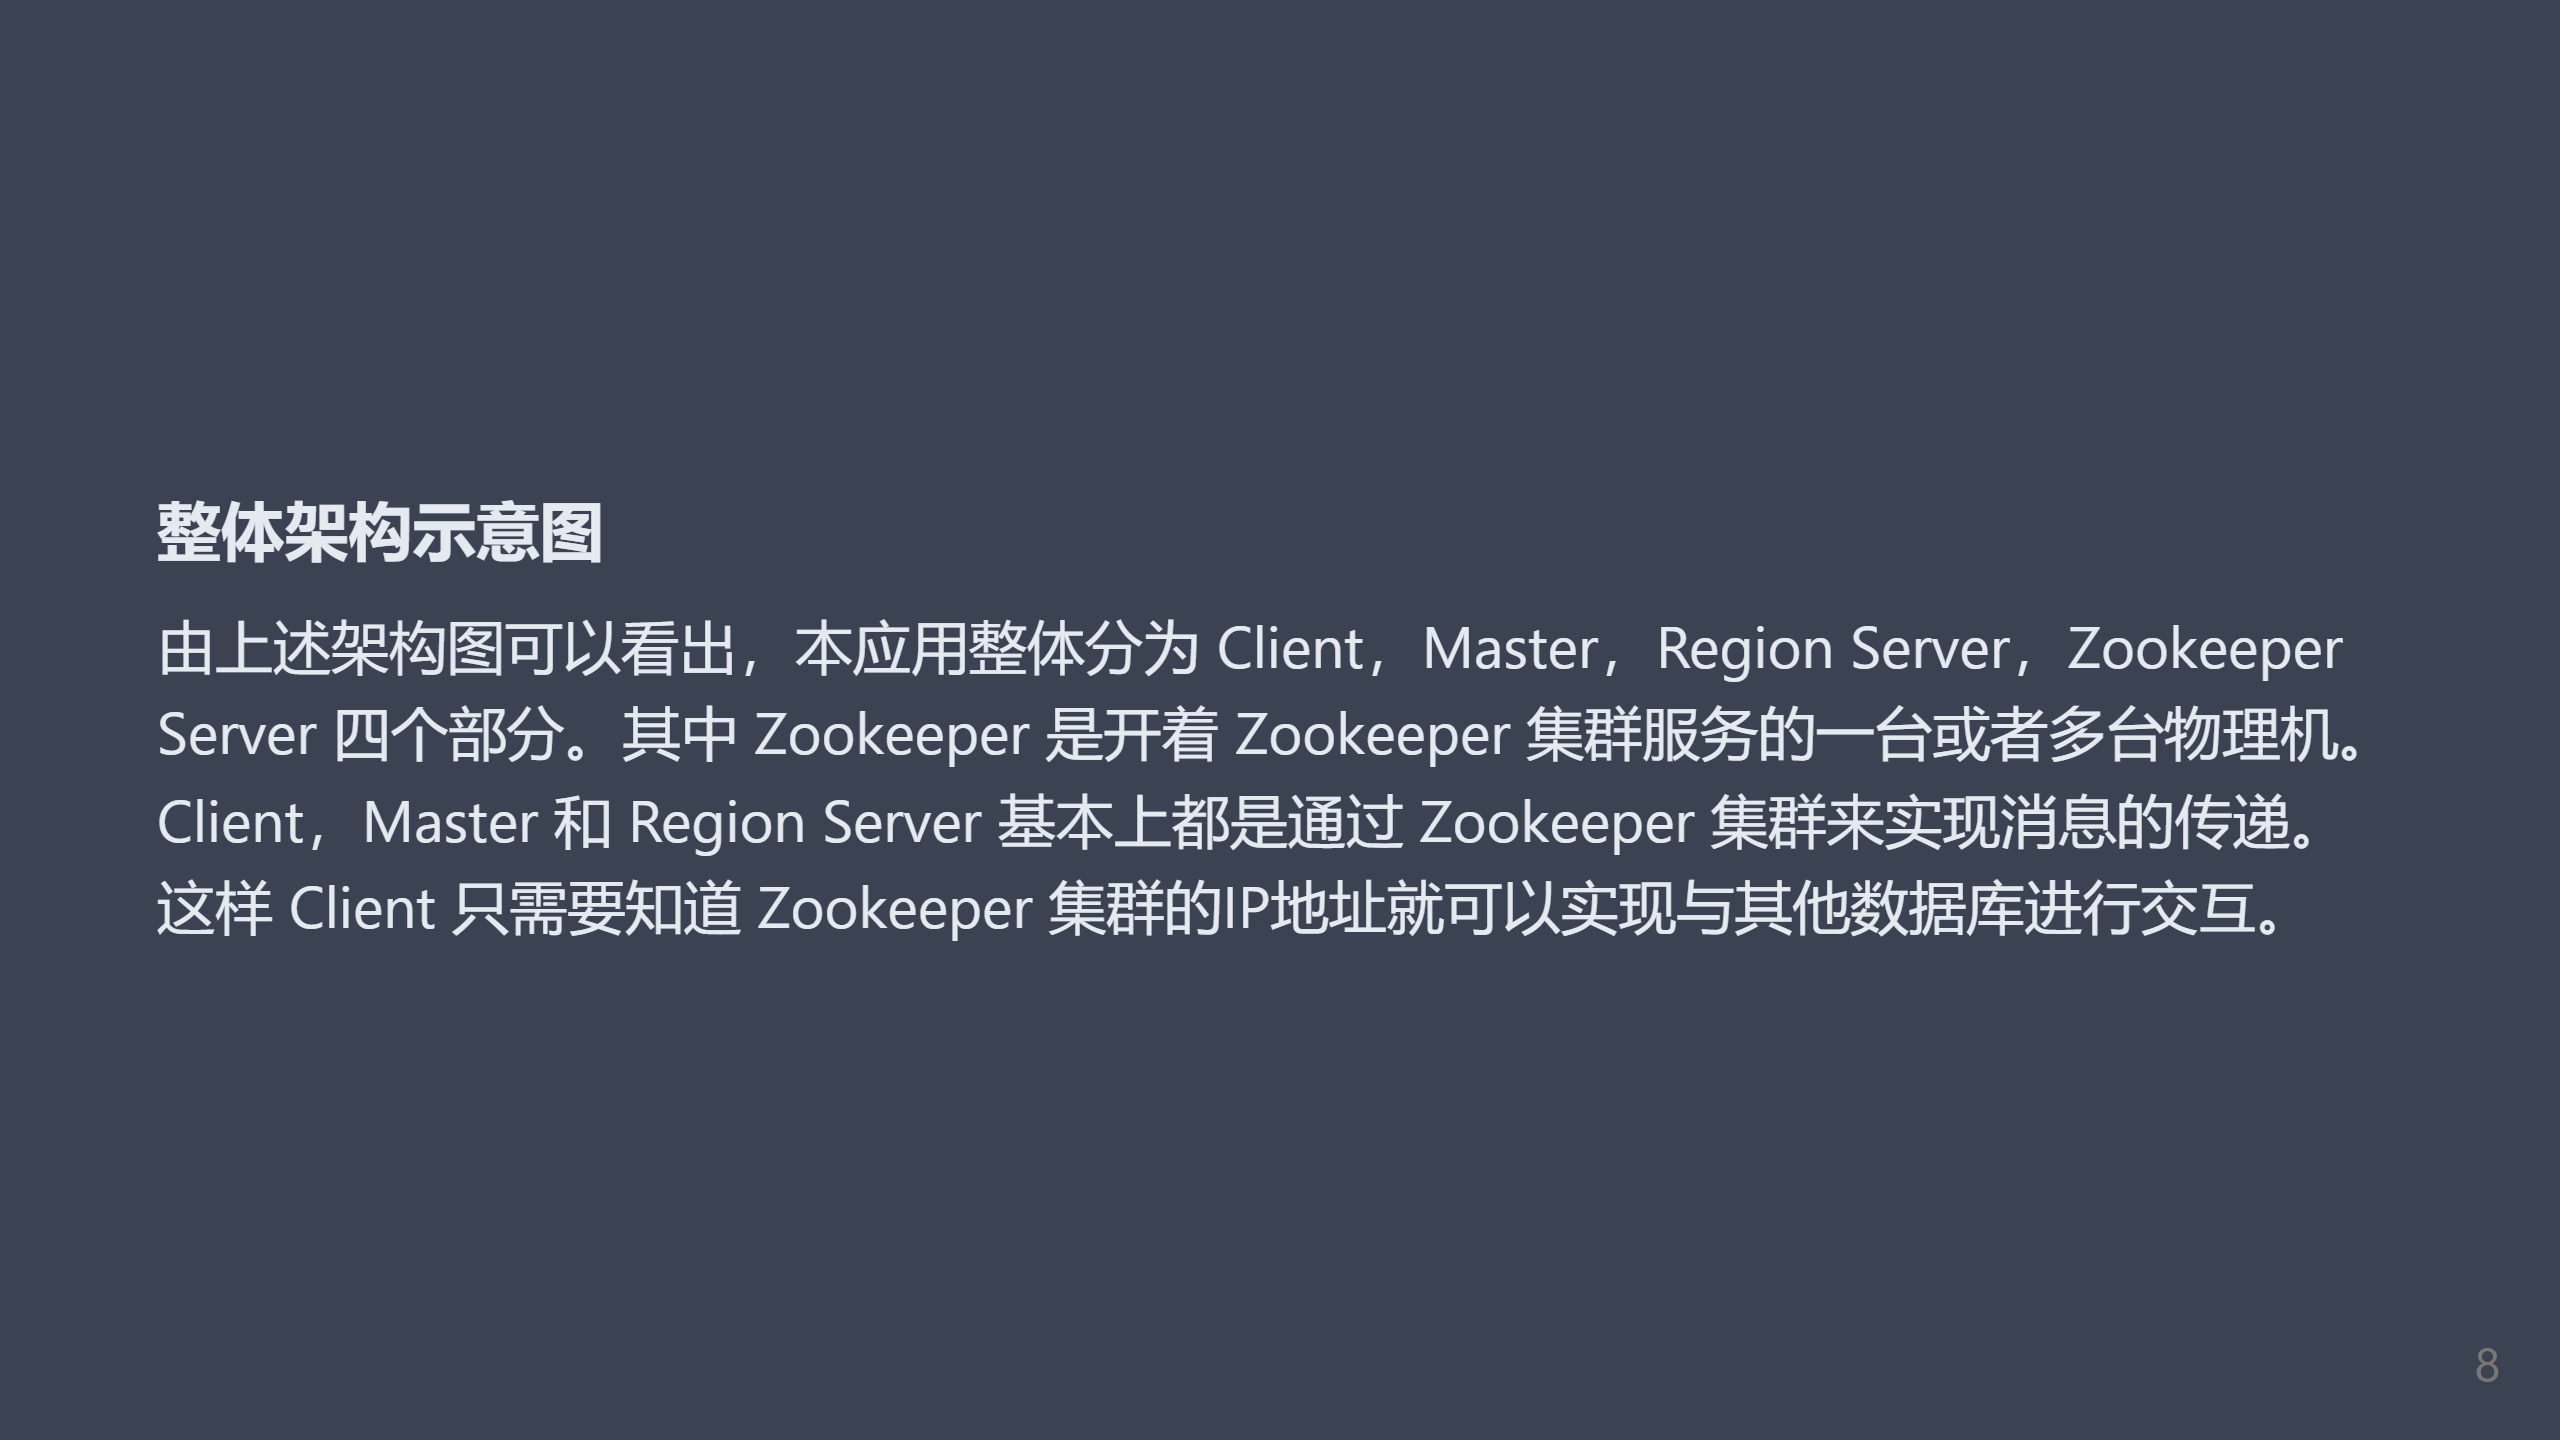 整体架构示意图
由上述架构图可以看出，本应用整体分为 Client，Master，Region Server，Zookeeper
Server 四个部分。其中 Zookeeper 是开着 Zookeeper 集群服务的一台或者多台物理机。
Client，Master 和 Region Server 基本上都是通过 Zookeeper 集群来实现消息的传递。
这样 Client 只需要知道 Zookeeper 集群的IP地址就可以实现与其他数据库进行交互。
8